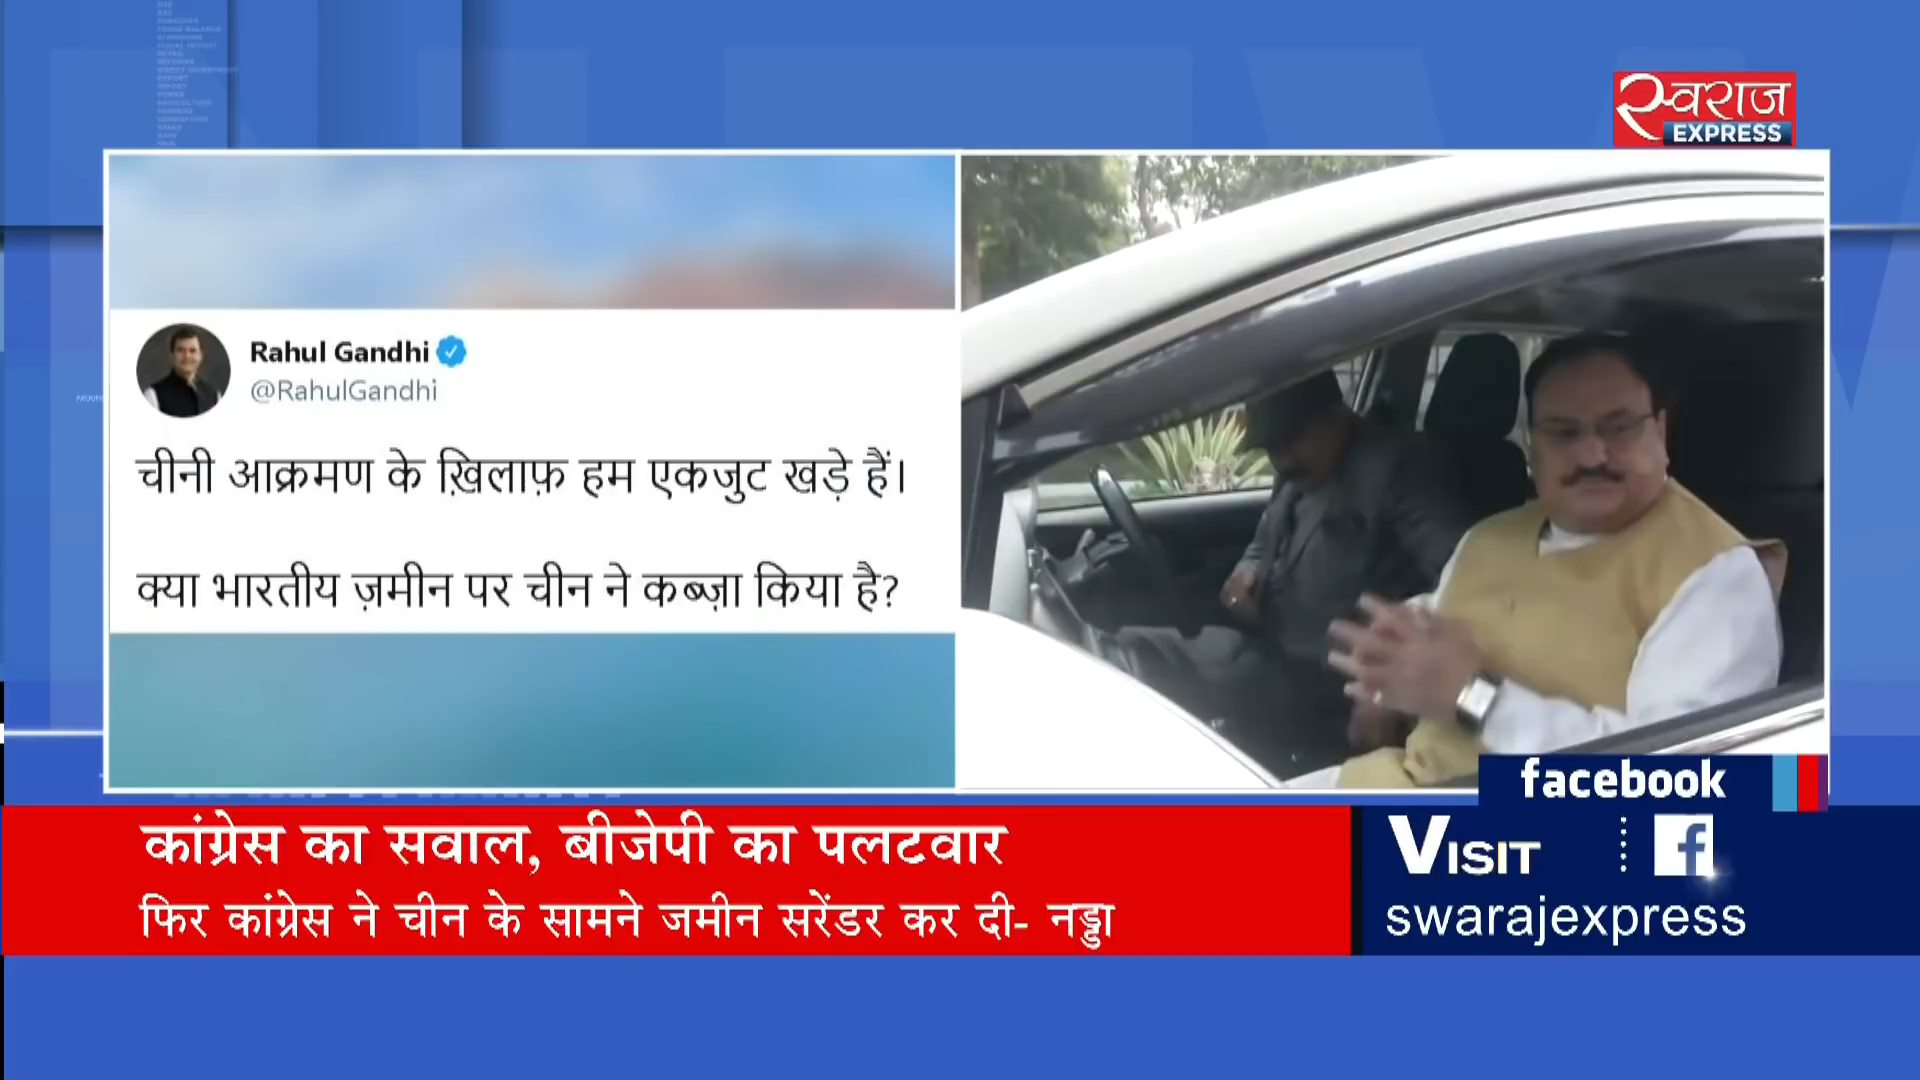 स्वराज
EXPRESS
Rahul Gandhi
@RahulGandhi
चीनी आक्रमण के ख़िलाफ़ हम एकजुट खड़े हैं।
क्या भारतीय ज़मीन पर चीन ने कब्ज़ा किया है?
facebook
कांग्रेस का सवाल, बीजेपी का पलटवार
फिर कांग्रेस ने चीन के सामने जमीन सरेंडर कर दी- नड्डा
VISIT
f
swarajexpress